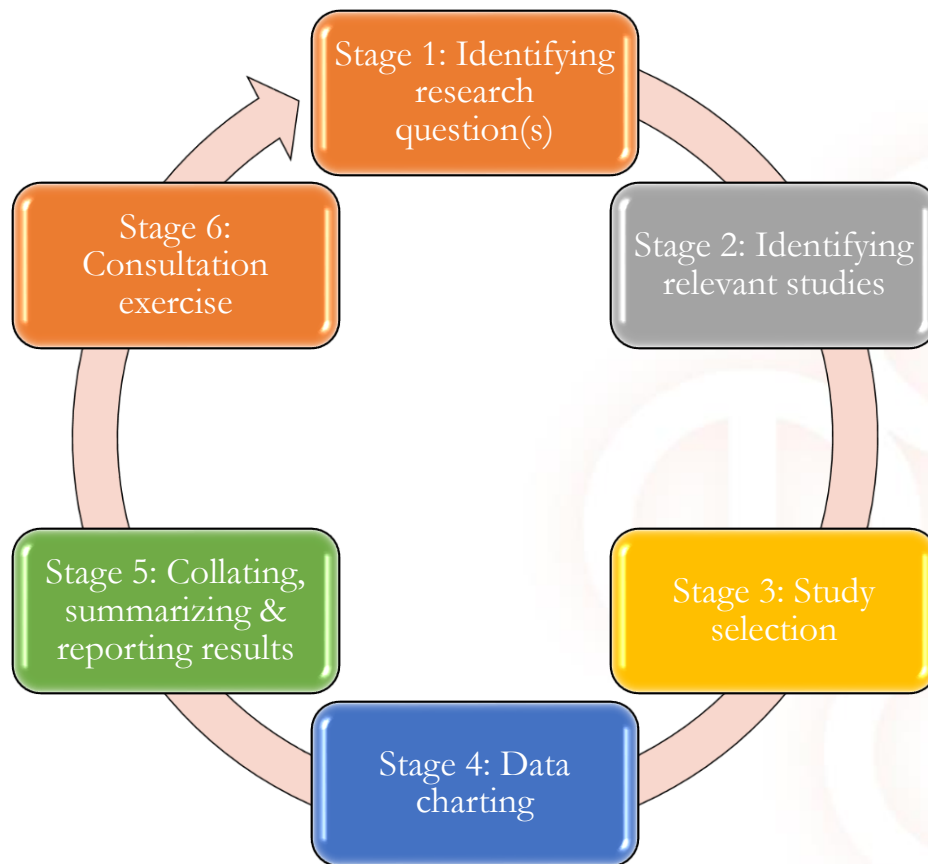 Stage 1: Identifying
research
question(s)
Stage 2: Identifying
relevant studies
Stage 3: Study
selection
Stage 4: Data
charting
Stage 5: Collating,
summarizing &
reporting results
Stage 6:
Consultation
exercise